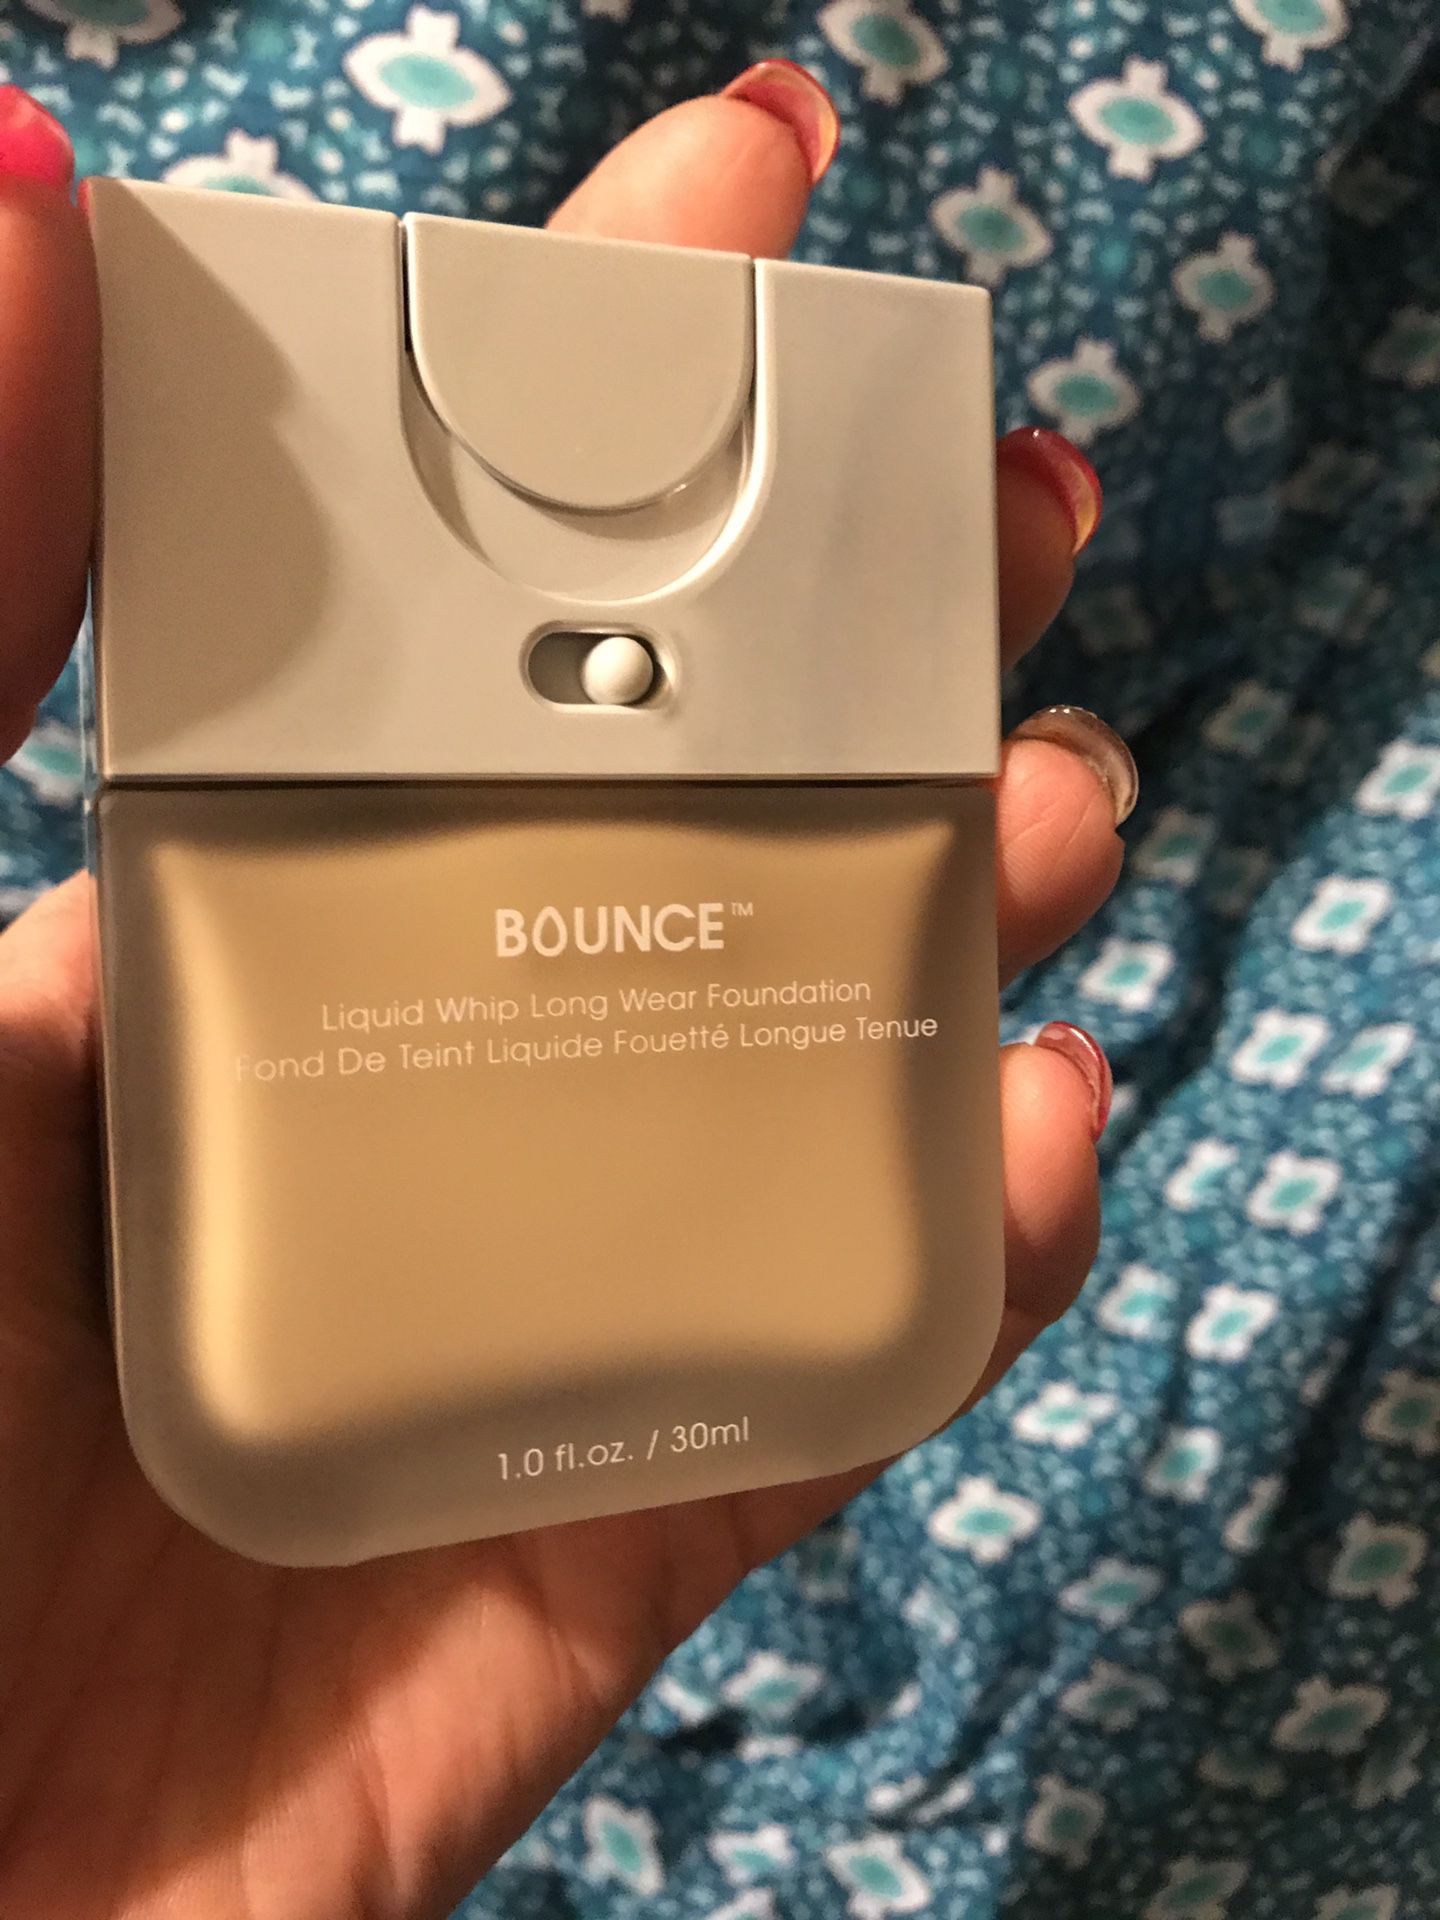 BOUNCE™
Liquid Whip Long Wear Foundation
Fond De Teint Liquide Fouetté Longue Tenue
1.0 fl.oz. / 30ml